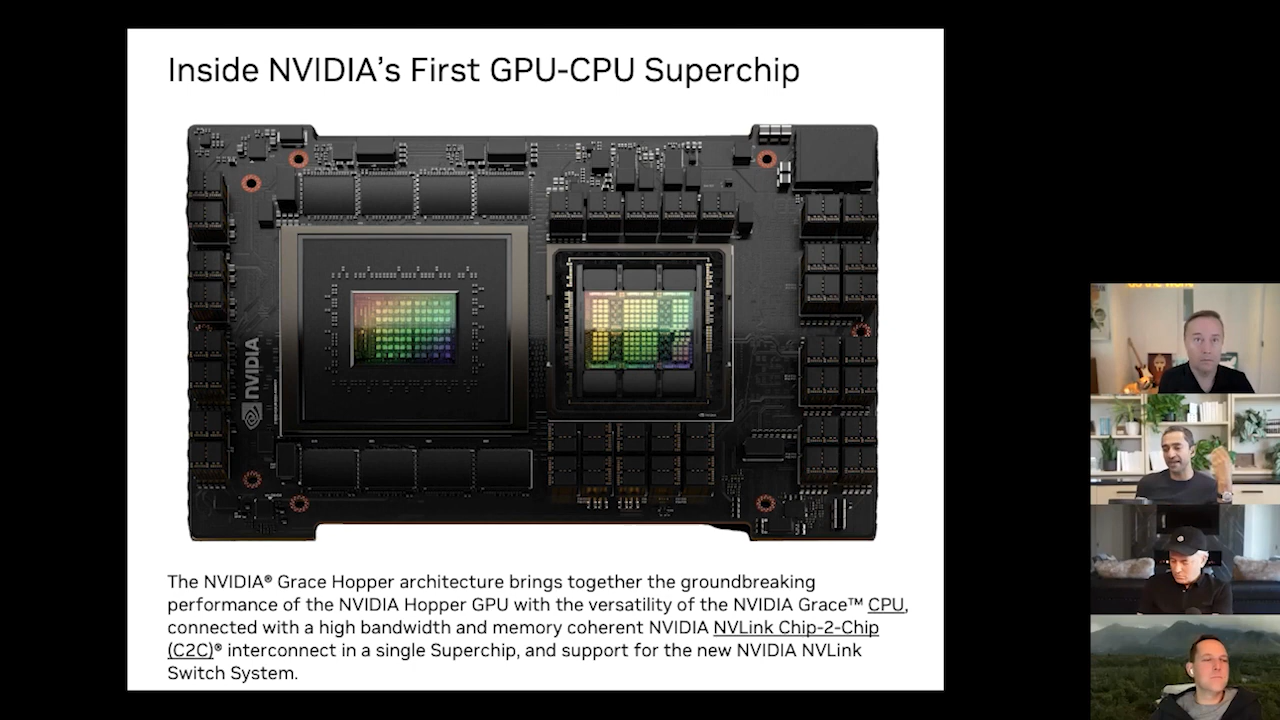 Inside NVIDIA's First GPU-CPU Superchip
NVIDIA
The NVIDIA® Grace Hopper architecture brings together the groundbreaking
performance of the NVIDIA Hopper GPU with the versatility of the NVIDIA Grace™ CPU,
connected with a high bandwidth and memory coherent NVIDIA NVLink Chip-2-Chip
(C2C)® interconnect in a single Superchip, and support for the new NVIDIA NVLink
Switch System.